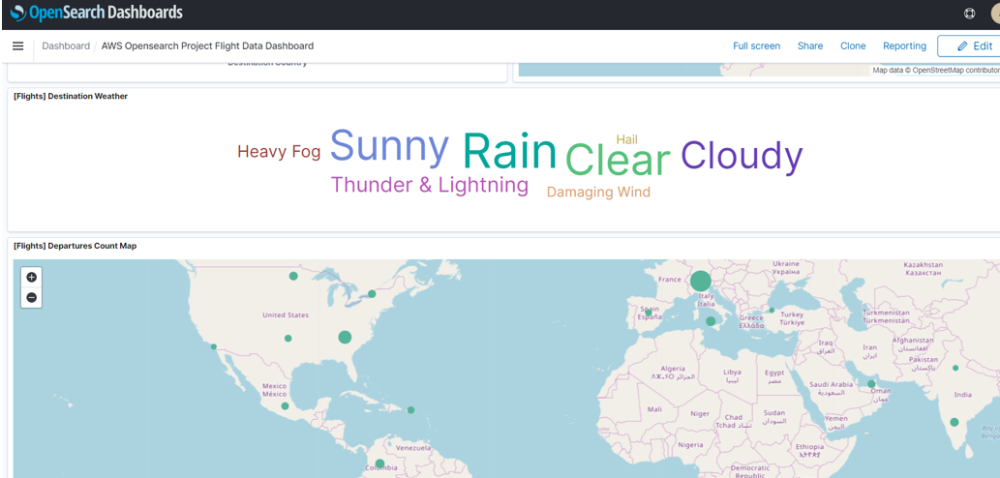 OpenSearch Dashboards
Dashboard / AWS Opensearch Project Flight Data Dashboard
Full screen
Share
Clone
Reporting
Edit
Destination Country
Map data © OpenStreetMap contributor
[Flights] Destination Weather
Heavy Fog
Sunny
Rain
Hail
Clear
Cloudy
Thunder & Lightning
Damaging Wind
[Flights] Departures Count Map
+
−
United States
Mexico
México
Venezuela
Colombia
France
Ukraine
Україна
Kazakhstan
Казахстан
Italy
Italia
Spain
España
Greece
Ελλάδα
Turkey
Türkiye
Turkmenistan
Türkmenistan
Iraq
العراق
Iran
ایران
Afghanistan
افغانستان
Pakistan
پاکستان
Algeria
ⵍⵣⵣⴰⵢⴻⵔ الجزائر
Libya
ليبيا
Egypt
مصر
Saudi Arabia
السعودية
Oman
عمان
India
Mali
Niger
Chad
Tchad تشاد
Sudan
السودان
Yemen
اليمن
Nigeria
Ethiopia
ኢትዮጵያ
Democratic
Republic
Bay o
Benga